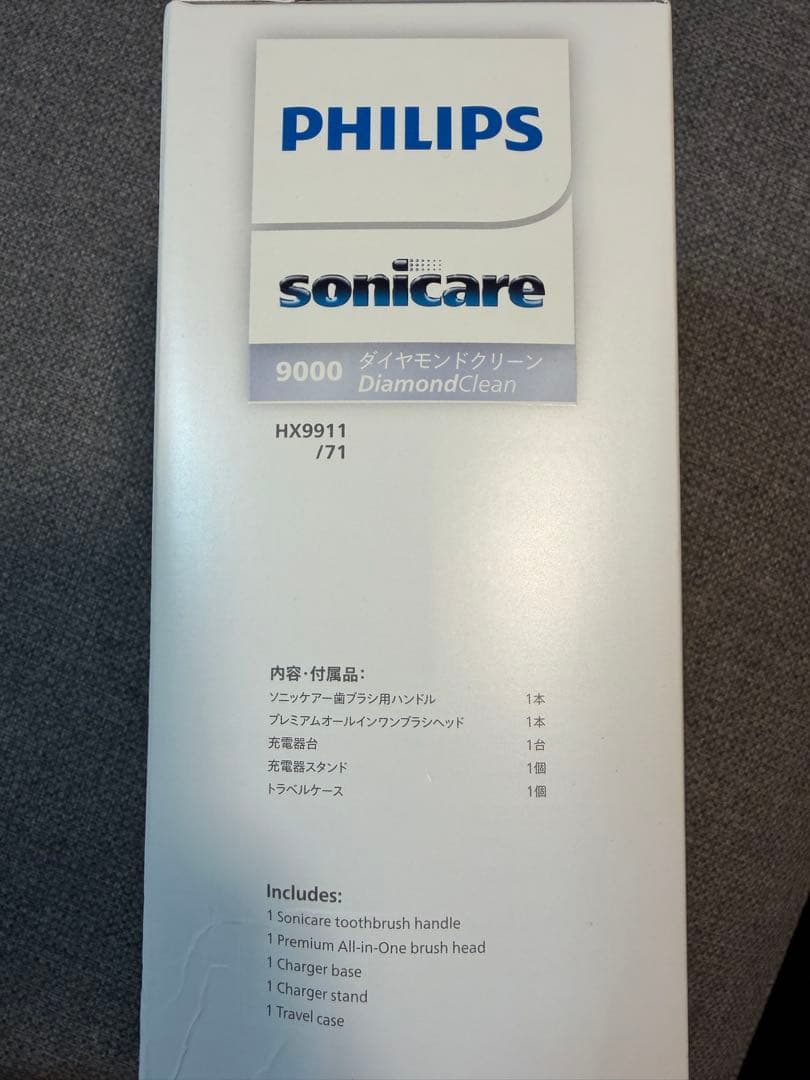 PHILIPS
sonicare
9000 ダイヤモンドクリーン
DiamondClean
HX9911
/71
内容・付属品:
ソニッケアー歯ブラシ用ハンドル 1本
プレミアムオールインワンブラシヘッド 1本
充電器台 1台
充電器スタンド 1個
トラベルケース 1個
Includes:
1 Sonicare toothbrush handle
1 Premium All-in-One brush head
1 Charger base
1 Charger stand
1 Travel case